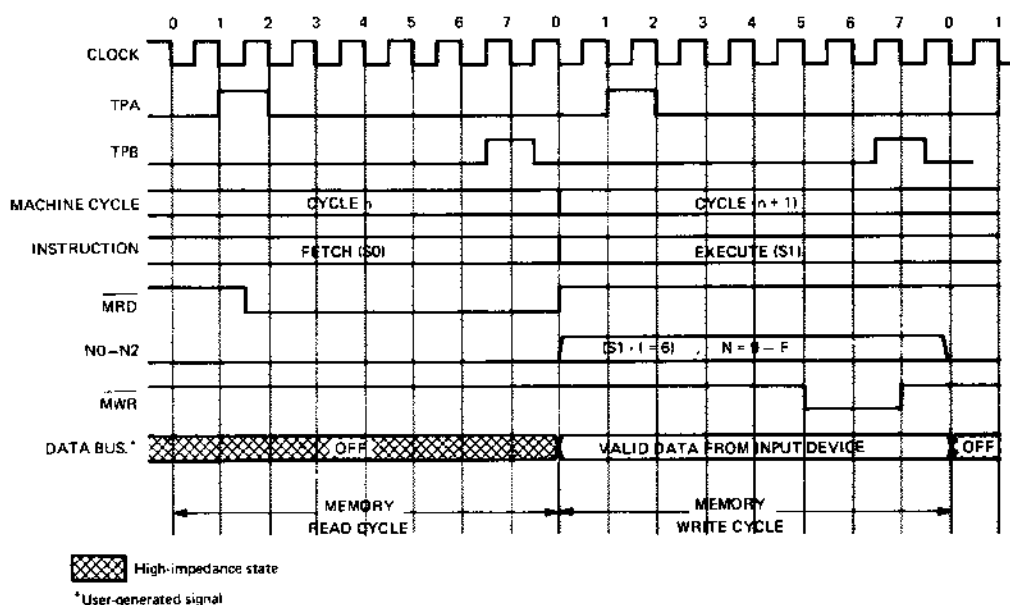 0 1 2 3 4 5 6 7 0 1 2 3 4 5 6 7 0 1
CLOCK
TPA
TPB
MACHINE CYCLE CYCLE n CYCLE (n + 1)
INSTRUCTION FETCH (S0) EXECUTE (S1)
MRD
N0–N2 (S1 · I = 6) , N = 9 – F
MWR
DATA BUS.* OFF VALID DATA FROM INPUT DEVICE OFF
MEMORY READ CYCLE
MEMORY WRITE CYCLE
High-impedance state
*User-generated signal